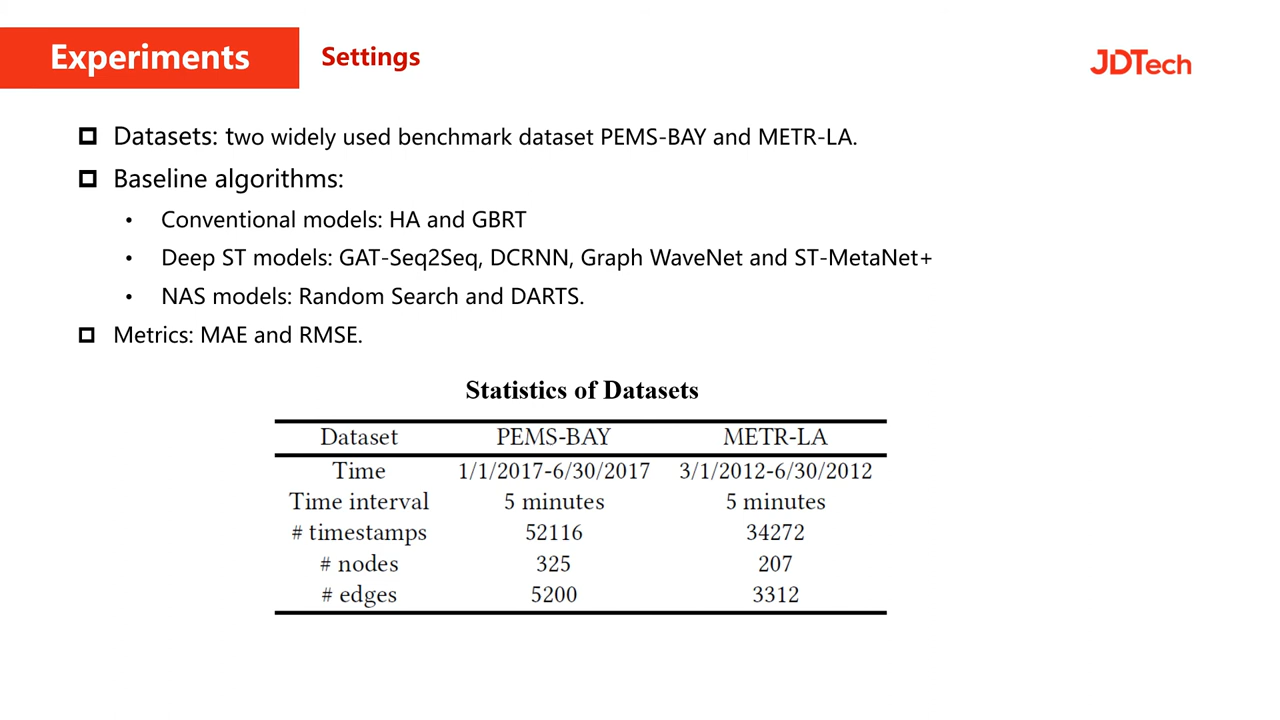 Experiments
Settings
JDTech
Datasets: two widely used benchmark dataset PEMS-BAY and METR-LA.
Baseline algorithms:
• Conventional models: HA and GBRT
• Deep ST models: GAT-Seq2Seq, DCRNN, Graph WaveNet and ST-MetaNet+
• NAS models: Random Search and DARTS.
Metrics: MAE and RMSE.
Statistics of Datasets
Dataset PEMS-BAY METR-LA
Time 1/1/2017-6/30/2017 3/1/2012-6/30/2012
Time interval 5 minutes 5 minutes
# timestamps 52116 34272
# nodes 325 207
# edges 5200 3312